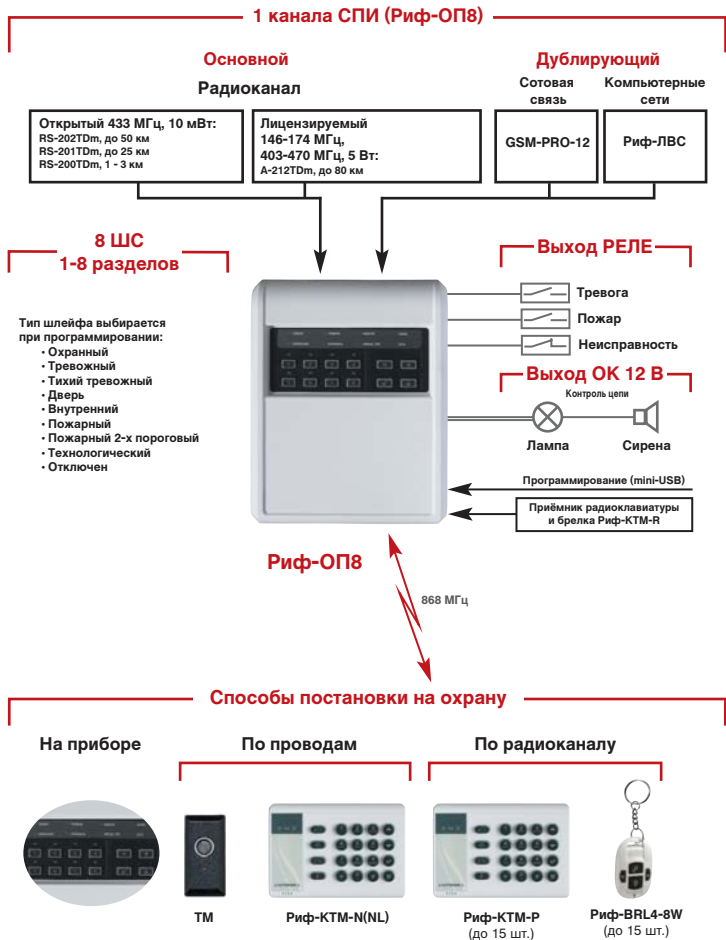 1 канала СПИ (Риф-ОП8)
Основной
Дублирующий
Радиоканал
Сотовая
связь
Компьютерные
сети
Открытый 433 МГц, 10 мВт:
RS-202TDm, до 50 км
RS-201TDm, до 25 км
RS-200TDm, 1 - 3 км
Лицензируемый
146-174 МГц,
403-470 МГц, 5 Вт:
А-212TDm, до 80 км
GSM-PRO-12
Риф-ЛВС
8 ШС
1-8 разделов
Тип шлейфа выбирается
при программировании:
• Охранный
• Тревожный
• Тихий тревожный
• Дверь
• Внутренний
• Пожарный
• Пожарный 2-х пороговый
• Технологический
• Отключен
Выход РЕЛЕ
Тревога
Пожар
Неисправность
Выход ОК 12 В
Контроль цепи
Лампа
Сирена
Программирование (mini-USB)
Приёмник радиоклавиатуры
и брелка Риф-KTM-R
Риф-ОП8
868 МГц
Способы постановки на охрану
На приборе
По проводам
По радиоканалу
ТМ
Риф-KTM-N(NL)
Риф-КТМ-Р
(до 15 шт.)
Риф-BRL4-8W
(до 15 шт.)